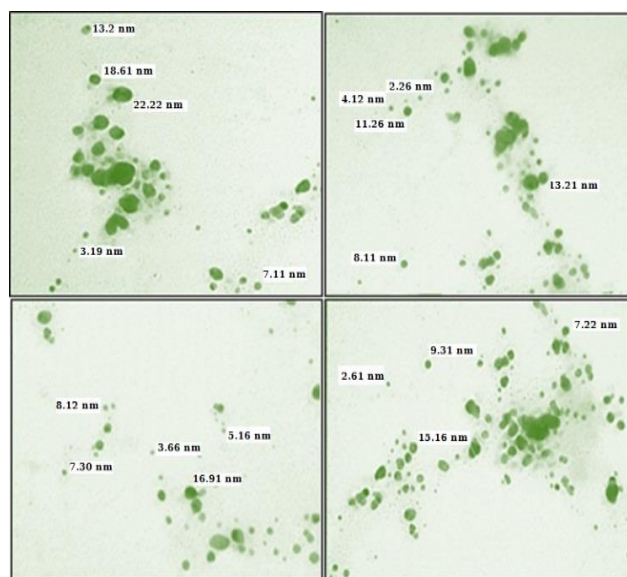 13.2 nm
18.61 nm
22.22 nm
3.19 nm
7.11 nm
2.26 nm
4.12 nm
11.26 nm
13.21 nm
8.11 nm
8.12 nm
5.16 nm
3.66 nm
7.30 nm
16.91 nm
7.22 nm
9.31 nm
2.61 nm
15.16 nm